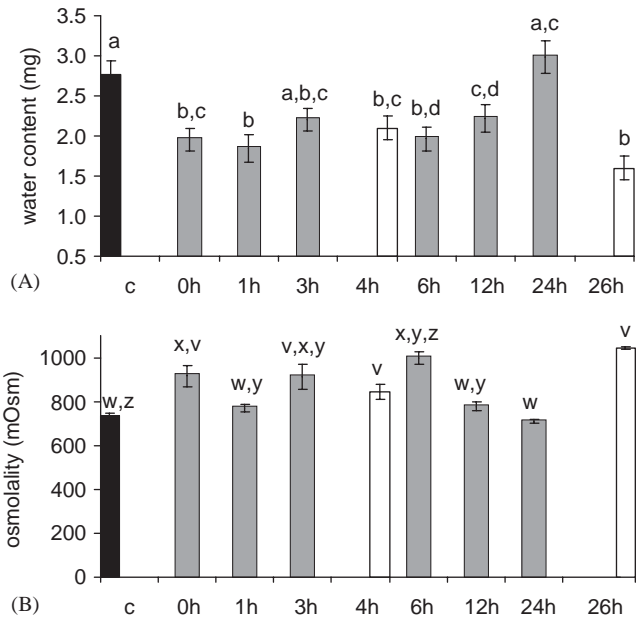 3.5
3.0
2.5
2.0
1.5
1.0
0.5
water content (mg)
a
b,c
b
a,b,c
b,c
b,d
c,d
a,c
b
(A)
c 0h 1h 3h 4h 6h 12h 24h 26h
1000
800
600
400
200
0
osmolality (mOsm)
w,z
x,v
w,y
v,x,y
v
x,y,z
w,y
w
v
(B)
c 0h 1h 3h 4h 6h 12h 24h 26h